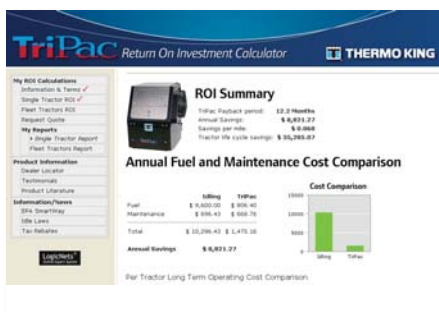 TriPac Return On Investment Calculator
THERMO KING
My ROI Calculations
Information & Terms ✓
Single Tractor ROI ✓
Fleet Tractors ROI
Request Quote
My Reports
Single Tractor Report
Fleet Tractors Report
Product Information
Dealer Locator
Testimonials
Product Literature
Information/News
EPA SmartWay
Idle Laws
Tax Rebates
LogicNets
ROI Summary
TriPac Payback period: 12.2 Months
Annual Savings: $ 8,821.27
Savings per mile: $ 0.068
Tractor life cycle savings: $ 35,285.07
Annual Fuel and Maintenance Cost Comparison
Idling TriPac
Fuel $ 9,600.00 $ 806.40
Maintenance $ 696.43 $ 668.76
Total $ 10,296.43 $ 1,475.16
Annual Savings $ 8,821.27
Cost Comparison
15000
10000
5000
0
Idling TriPac
Per Tractor Long Term Operating Cost Comparison